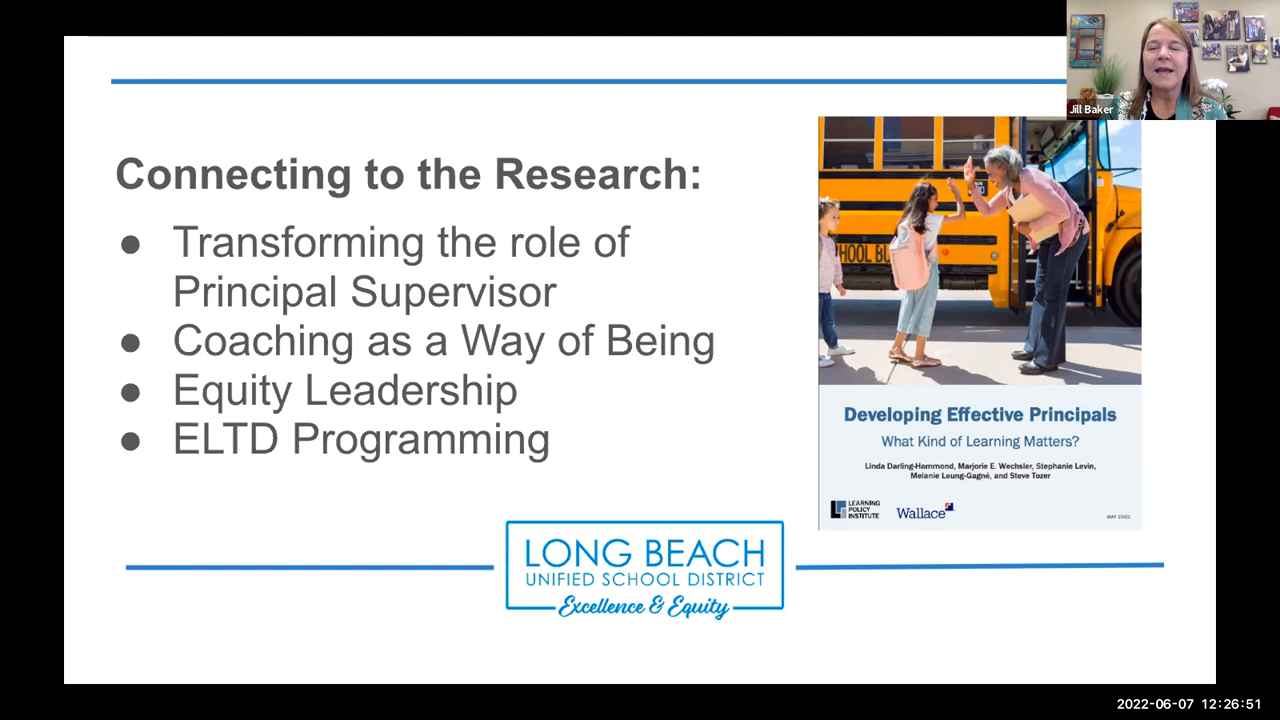 Jill Baker
Connecting to the Research:
● Transforming the role of
Principal Supervisor
● Coaching as a Way of Being
● Equity Leadership
● ELTD Programming
HOOL BU
Developing Effective Principals
What Kind of Learning Matters?
Linda Darling-Hammond, Marjorie E. Wechsler, Stephanie Levin,
Melanie Leung-Gagné, and Steve Tozer
LEARNING
POLICY
INSTITUTE
Wallace
MAY 2022
LONG BEACH
UNIFIED SCHOOL DISTRICT
Excellence & Equity
2022-06-07 12:26:51